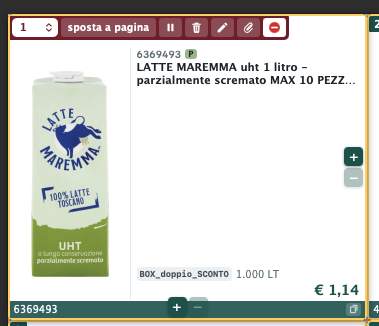 1 sposta a pagina
6369493 P
LATTE MAREMMA uht 1 litro –
parzialmente scremato MAX 10 PEZZ...
LATTE
MAREMMA
100% LATTE
TOSCANO
UHT
a lunga conservazione
parzialmente scremato
BOX_doppio_SCONTO 1.000 LT
€ 1,14
6369493